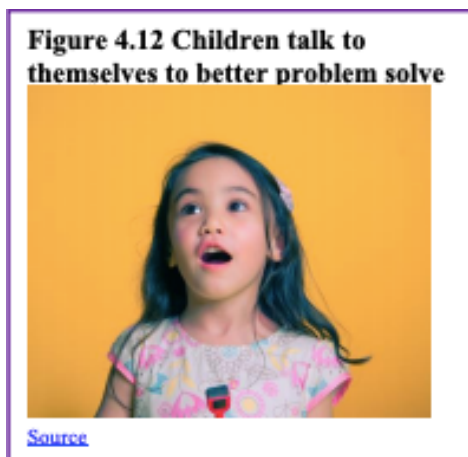 Figure 4.12 Children talk to
themselves to better problem solve
Source